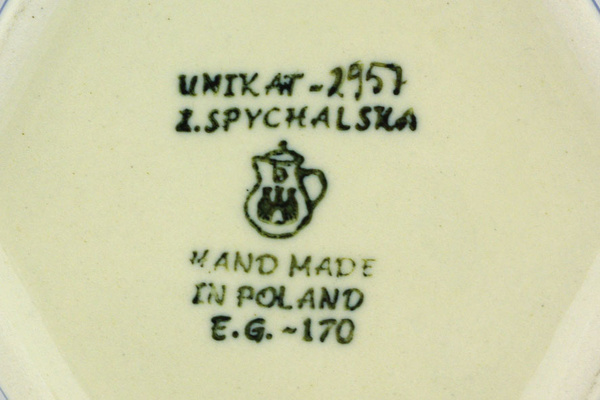 UNIKAT-2957
I.SPYCHALSKA
HAND MADE
IN POLAND
E.G.~170